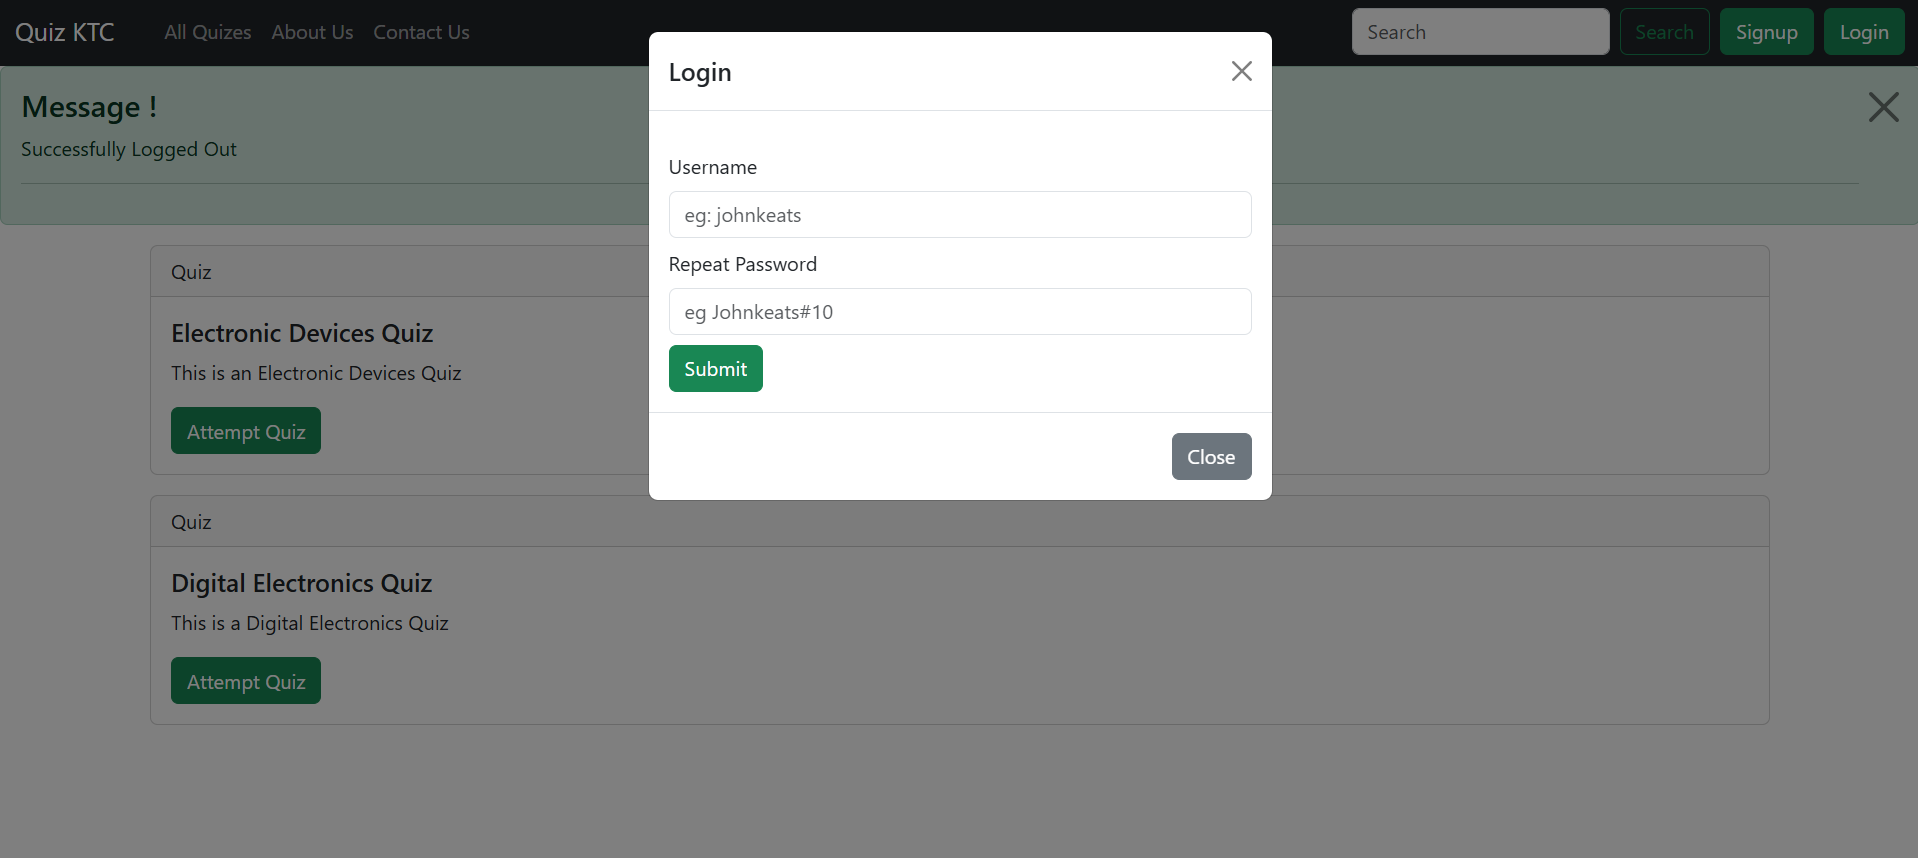 Quiz KTC All Quizes About Us Contact Us Search Search Signup Login
Message !
Successfully Logged Out
Login
Username
eg: johnkeats
Repeat Password
eg Johnkeats#10
Submit
Close
Quiz
Electronic Devices Quiz
This is an Electronic Devices Quiz
Attempt Quiz
Quiz
Digital Electronics Quiz
This is a Digital Electronics Quiz
Attempt Quiz